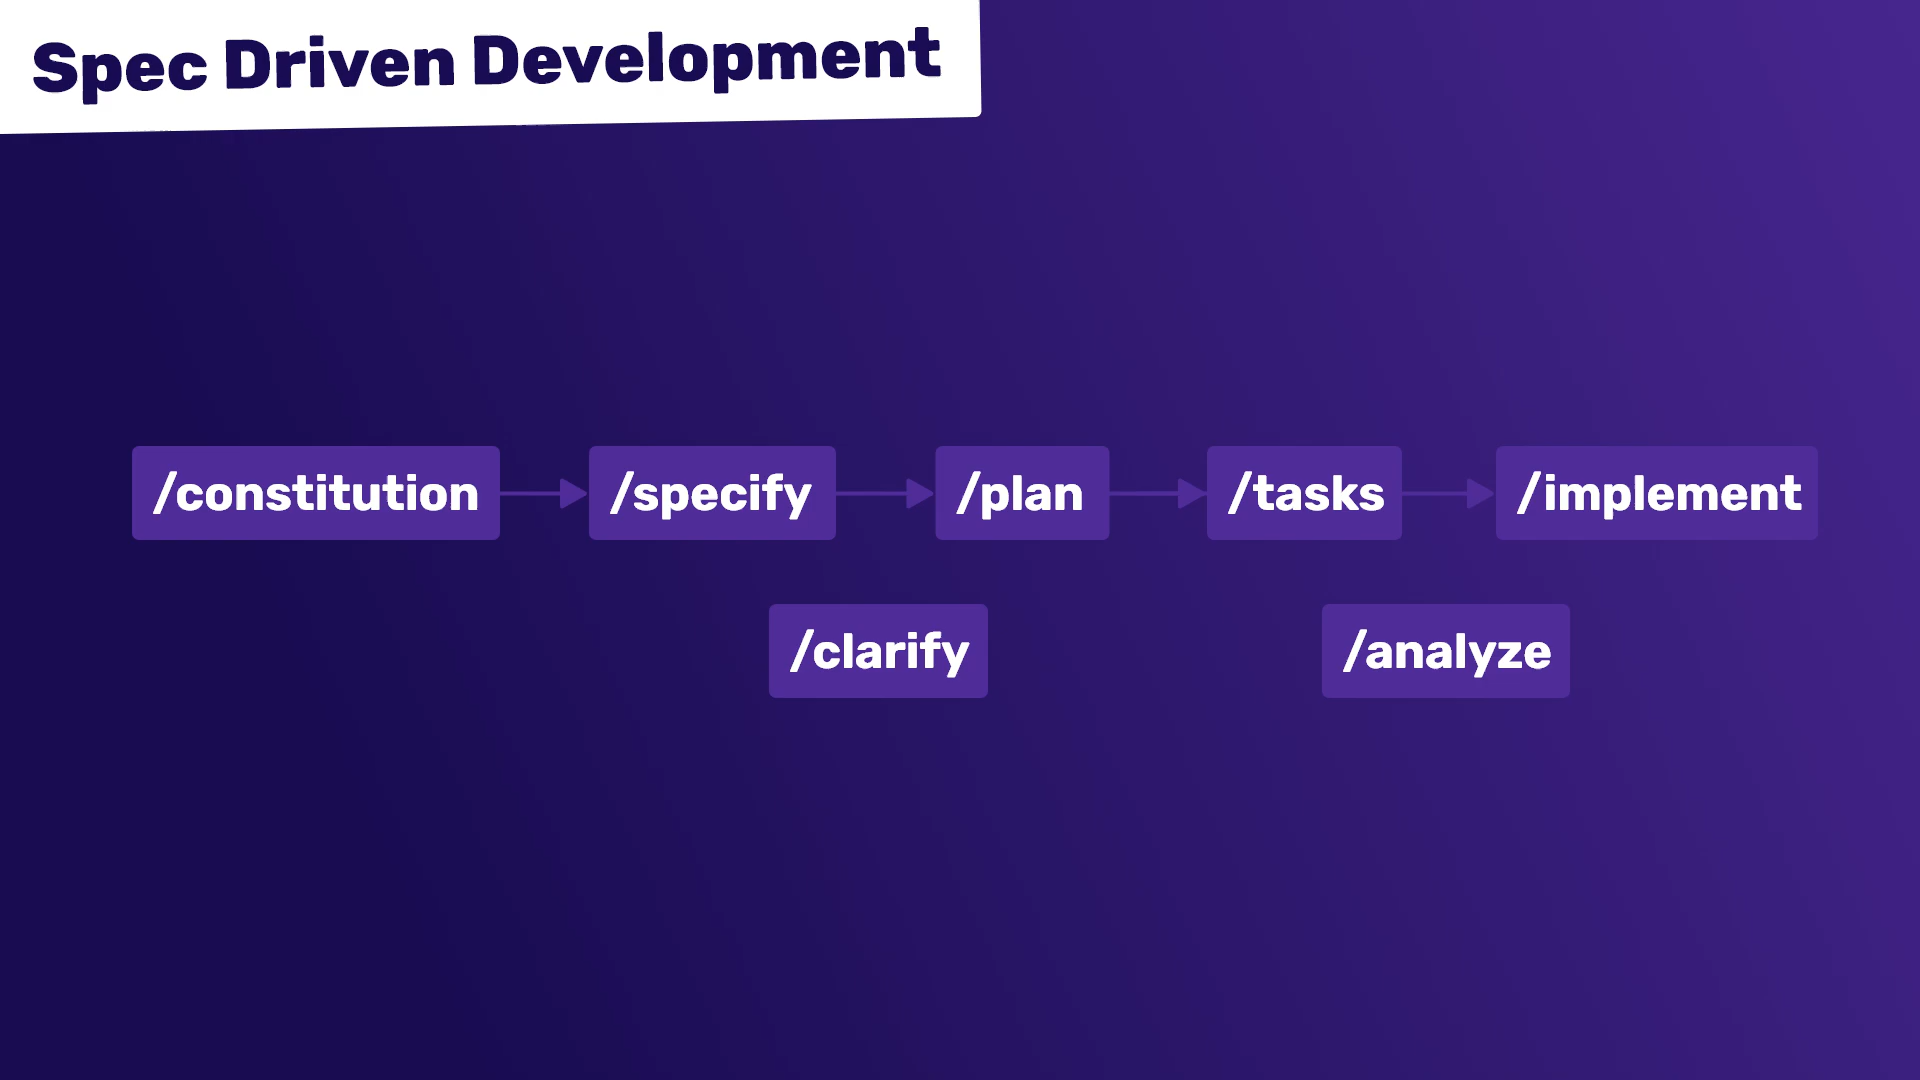 Spec Driven Development
/constitution
/specify
/plan
/tasks
/implement
/clarify
/analyze